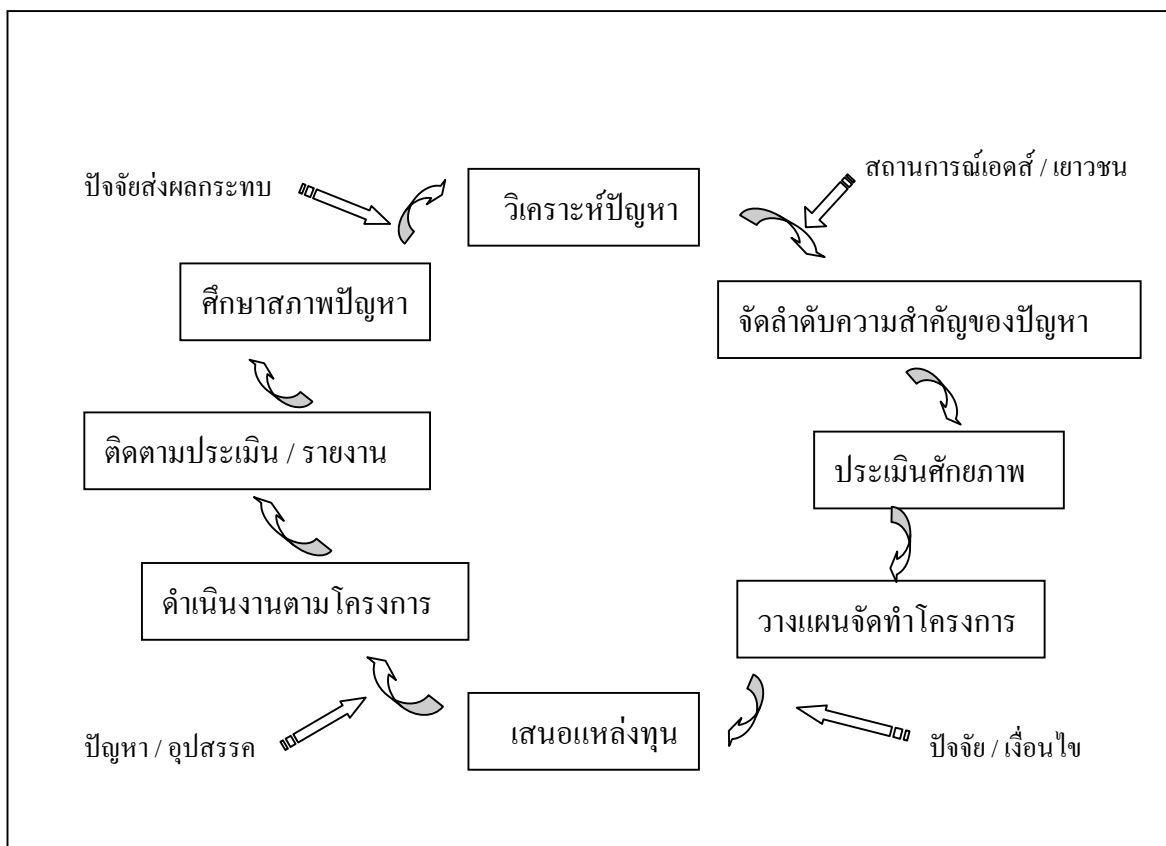 ปัจจัยส่งผลกระทบ
วิเคราะห์ปัญหา
สถานการณ์เอดส์ / เยาวชน
ศึกษาสภาพปัญหา
จัดลำดับความสำคัญของปัญหา
ติดตามประเมิน / รายงาน
ประเมินศักยภาพ
ดำเนินงานตามโครงการ
วางแผนจัดทำโครงการ
ปัญหา / อุปสรรค
เสนอแหล่งทุน
ปัจจัย / เงื่อนไข